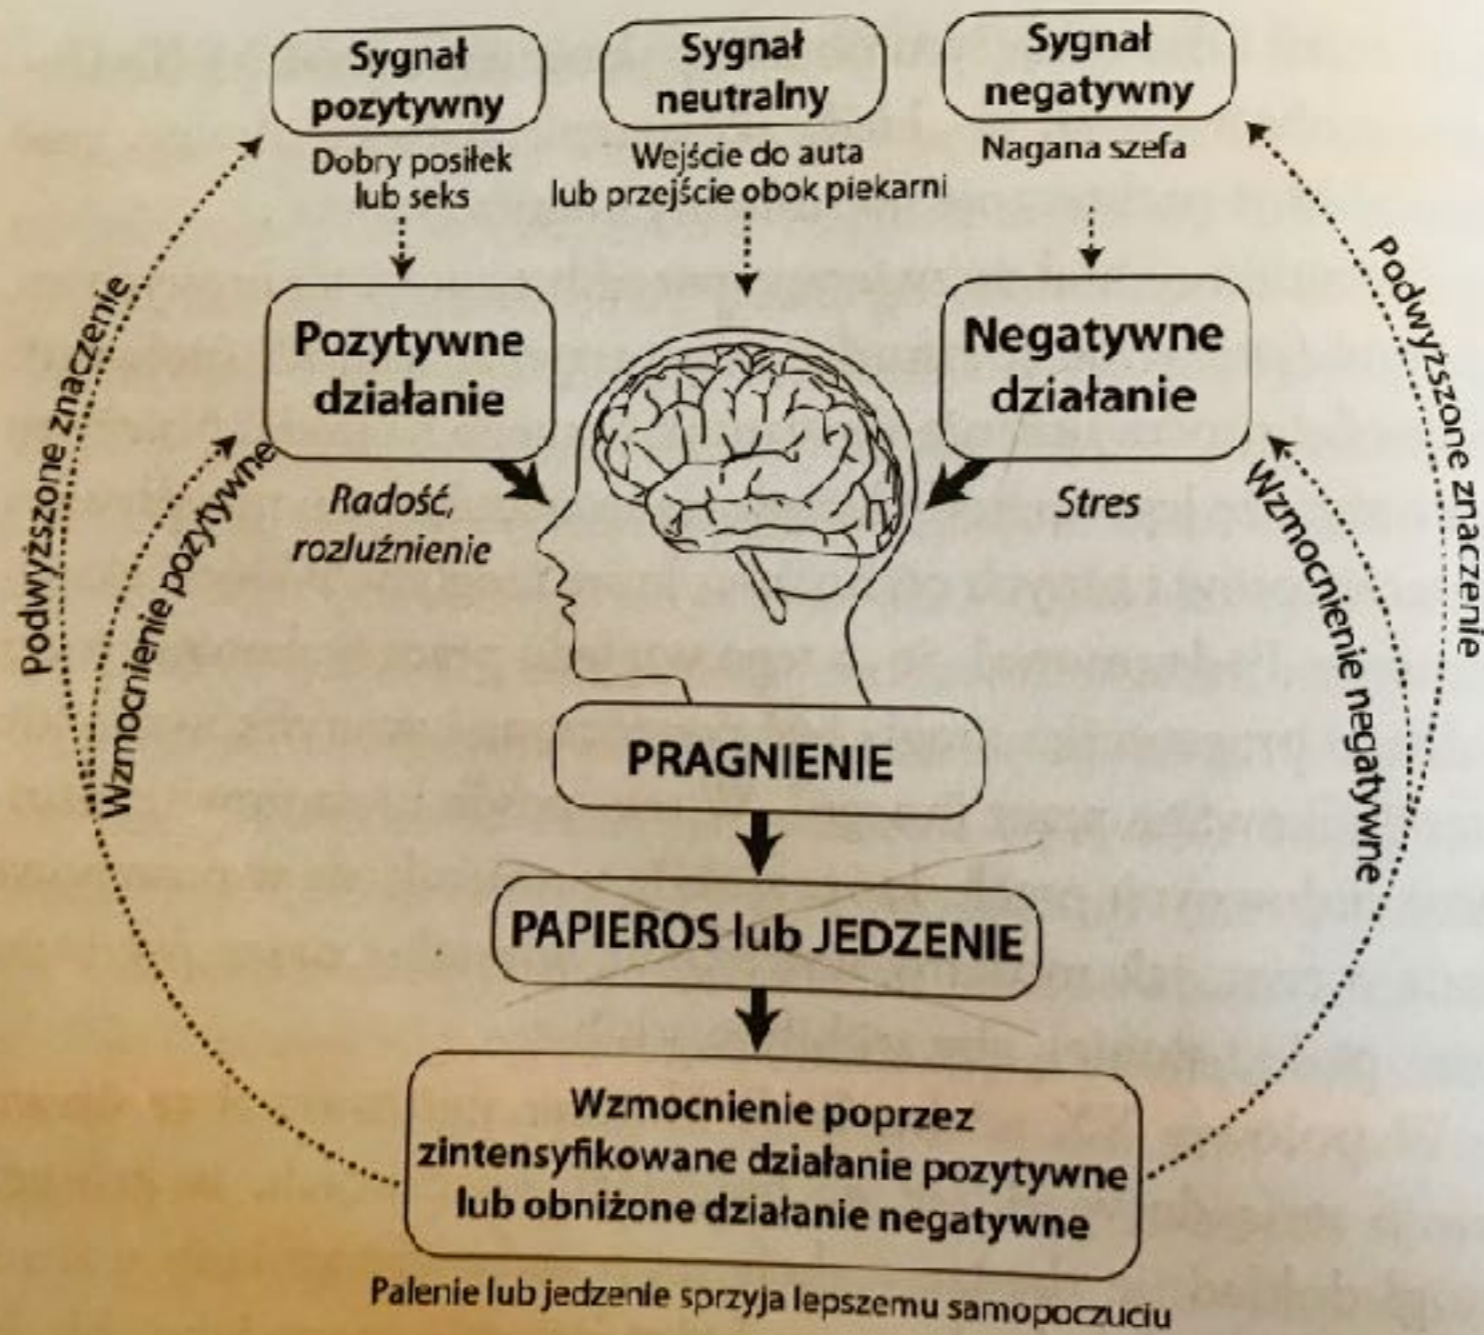 Sygnał
pozytywny
Dobry posiłek
lub seks
Sygnał
neutralny
Wejście do auta
lub przejście obok piekarni
Sygnał
negatywny
Nagana szefa
Pozytywne
działanie
Radość,
rozluźnienie
Negatywne
działanie
Stres
Podwyższone znaczenie
Wzmocnienie pozytywne
Wzmocnienie negatywne
Podwyższone znaczenie
PRAGNIENIE
PAPIEROS lub JEDZENIE
Wzmocnienie poprzez
zintensyfikowane działanie pozytywne
lub obniżone działanie negatywne
Palenie lub jedzenie sprzyja lepszemu samopoczuciu